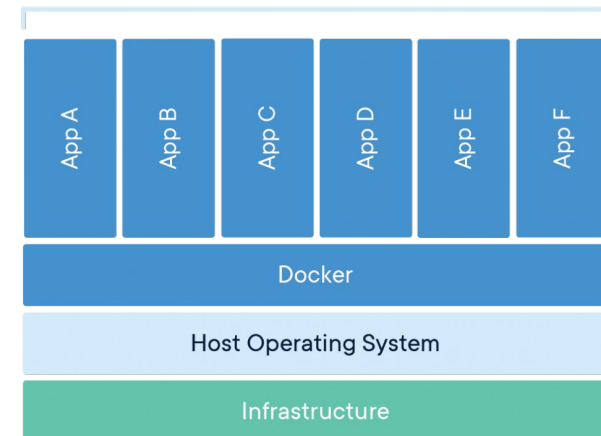 App A
App B
App C
App D
App E
App F
Docker
Host Operating System
Infrastructure